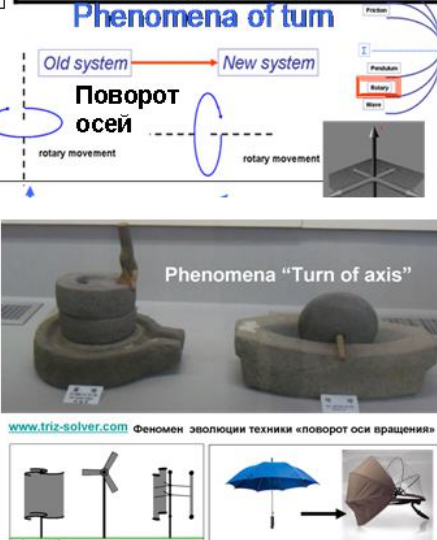 Phenomena of turn
Friction
Old system
New system
I
Pendulum
Rotary
Wave
Поворот
осей
rotary movement
rotary movement
Phenomena “Turn of axis”
www.triz-solver.com Феномен эволюции техники «поворот оси вращения»